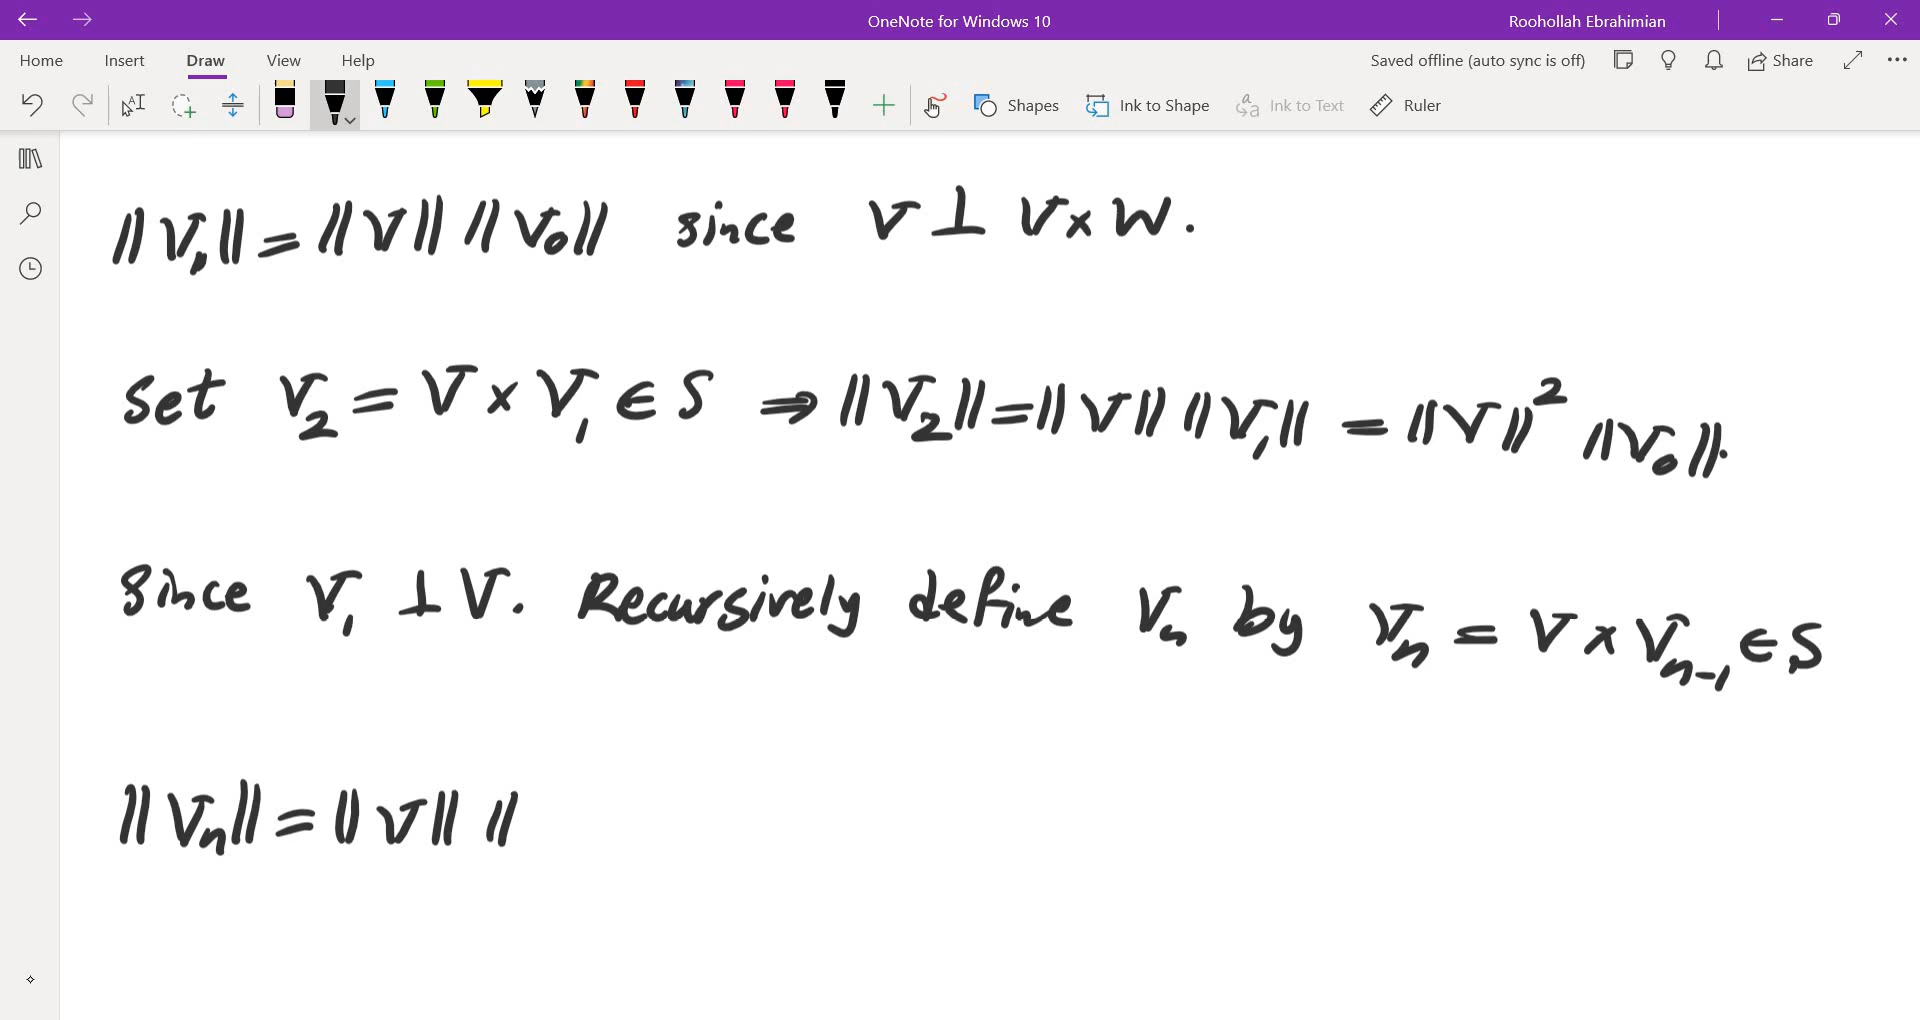 OneNote for Windows 10
Roohollah Ebrahimian
Home Insert Draw View Help
Saved offline (auto sync is off) Share
Shapes Ink to Shape Ink to Text Ruler
||V₁|| = ||V|| ||V₀|| since V ⊥ V × W.
Set V₂ = V × V₁ ∈ S ⇒ ||V₂|| = ||V|| ||V₁|| = ||V||² ||V₀||.
Since V₁ ⊥ V. Recursively define Vₙ by Vₙ = V × Vₙ₋₁ ∈ S
||Vₙ|| = ||V|| ||